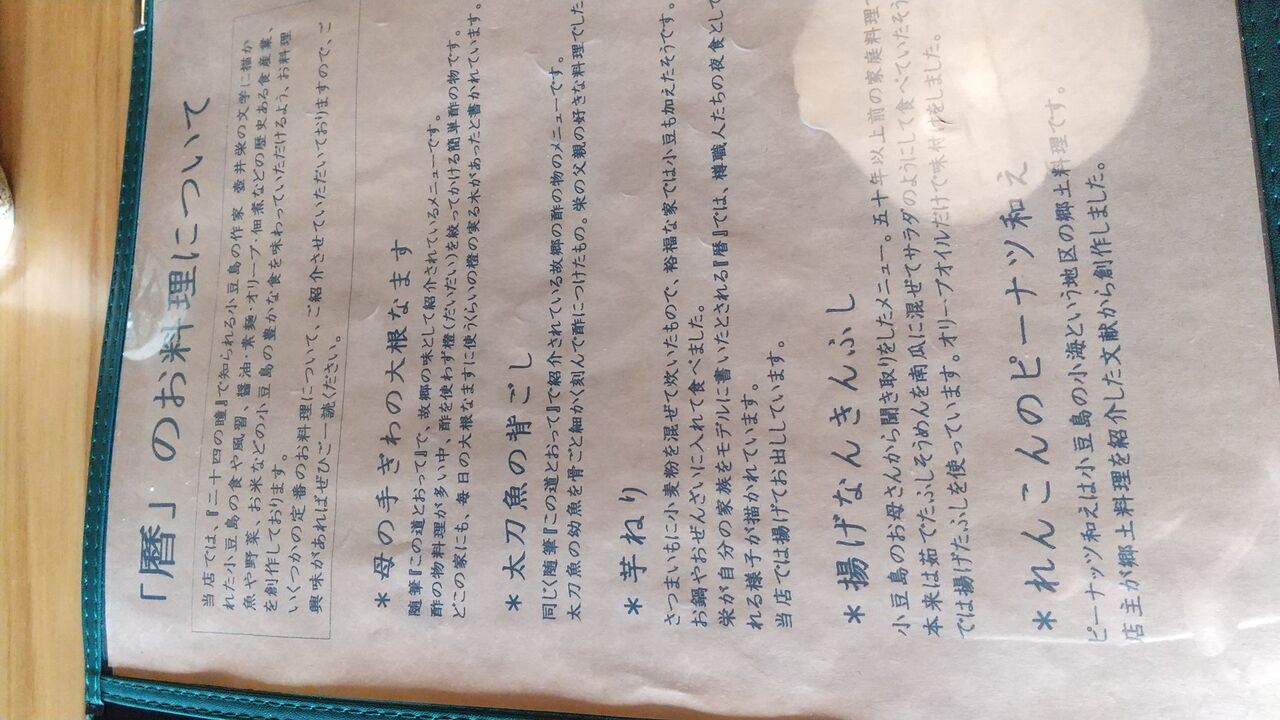 「暦」のお料理について
当店では、『二十四の瞳』で知られる小豆島の作家 壺井栄の文学に描か
れた小豆島の食や風習、醤油・素麺・オリーブ・佃煮などの歴史ある食産業、
魚や野菜、お米などの小豆島の豊かな食を味わっていただけるよう、お料理
を創作しております。
いくつかの定番のお料理について、ご紹介させていただいておりますので、ご
興味があればぜひご一読ください。
＊母の手ぎわの大根なます
随筆『この道とおって』で、故郷の味として紹介されているメニューです。
酢の物料理が多い中、酢を使わず橙（だいだい）を絞ってかける簡単酢の物です。
どこの家にも、毎日の大根なますに使うくらいの橙の実る木があったと書かれています。
＊太刀魚の背ごし
同じく随筆『この道とおって』で紹介されている故郷の酢の物のメニューです。
太刀魚の幼魚を骨ごと細かく刻んで酢につけたもの。栄の父親の好きな料理でした
＊芋ねり
さつまいもに小麦粉を混ぜて炊いたもので、裕福な家では小豆も加えたそうです。
お鍋やおぜんざいに入れて食べました。
栄が自分の家族をモデルに書いたとされる『暦』では、樽職人たちの夜食として
れる様子が描かれています。
当店では揚げてお出ししています。
＊揚げなんきんふし
小豆島のお母さんから聞き取りをしたメニュー。五十年以上前の家庭料理で
本来は茹でたふしそうめんを南瓜に混ぜてサラダのようにして食べていたそう
では揚げたふしを使っています。オリーブオイルだけで味付けをしました。
＊れんこんのピーナツ和え
ピーナッツ和えは小豆島の小海という地区の郷土料理です。
店主が郷土料理を紹介した文献から創作しました。